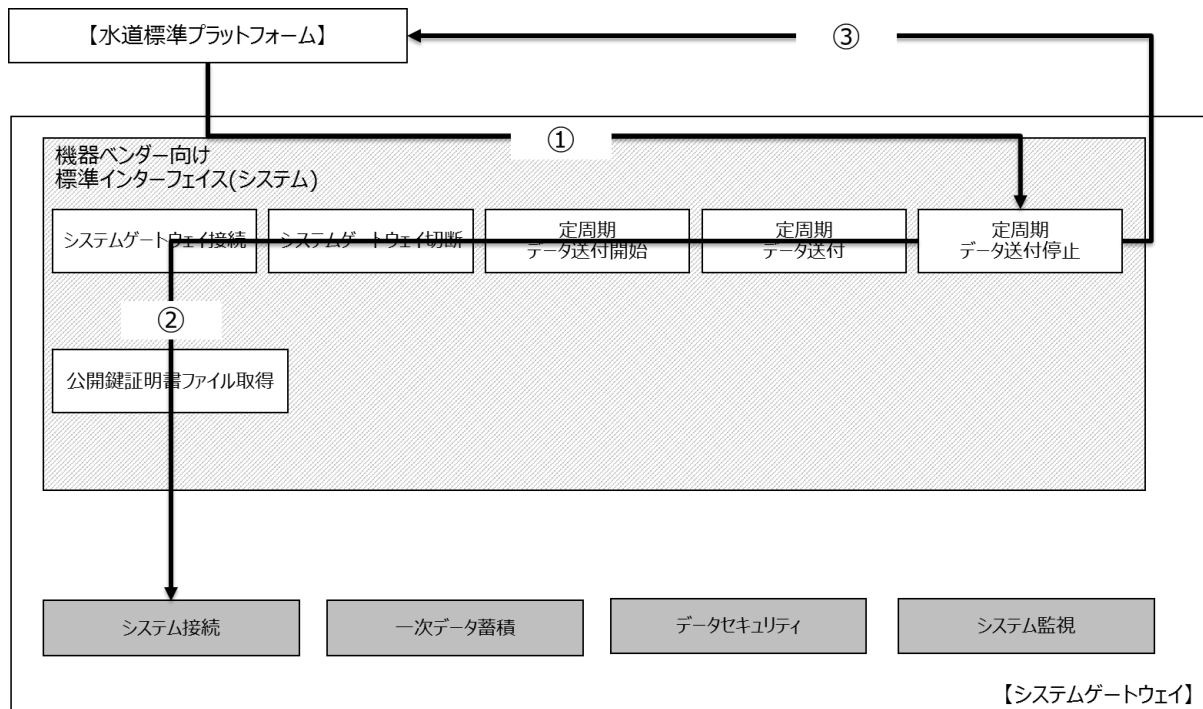 【水道標準プラットフォーム】
③
①
機器ベンダー向け
標準インターフェイス(システム)
システムゲートウェイ接続
システムゲートウェイ切断
定周期
データ送付開始
定周期
データ送付
定周期
データ送付停止
②
公開鍵証明書ファイル取得
システム接続
一次データ蓄積
データセキュリティ
システム監視
【システムゲートウェイ】